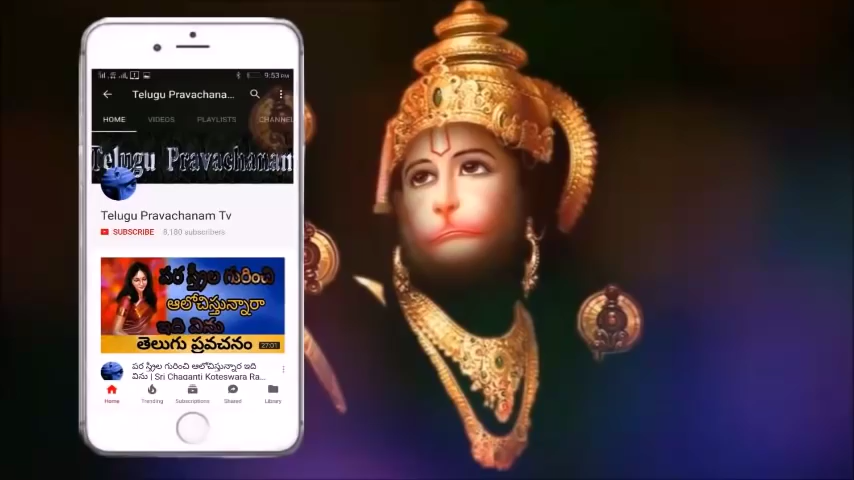 9:53 PM
Telugu Pravachana...
HOME VIDEOS PLAYLISTS CHANNEL
Telugu Pravachanam
Telugu Pravachanam Tv
SUBSCRIBE 8,180 subscribers
పర స్త్రీల గురించి
ఆలోచిస్తున్నారా
ఇది విను
తెలుగు ప్రవచనం
27:01
పర స్త్రీల గురించి ఆలోచిస్తున్నార ఇది
విను | Sri Chaganti Koteswara Ra...
Home Trending Subscriptions Shared Library